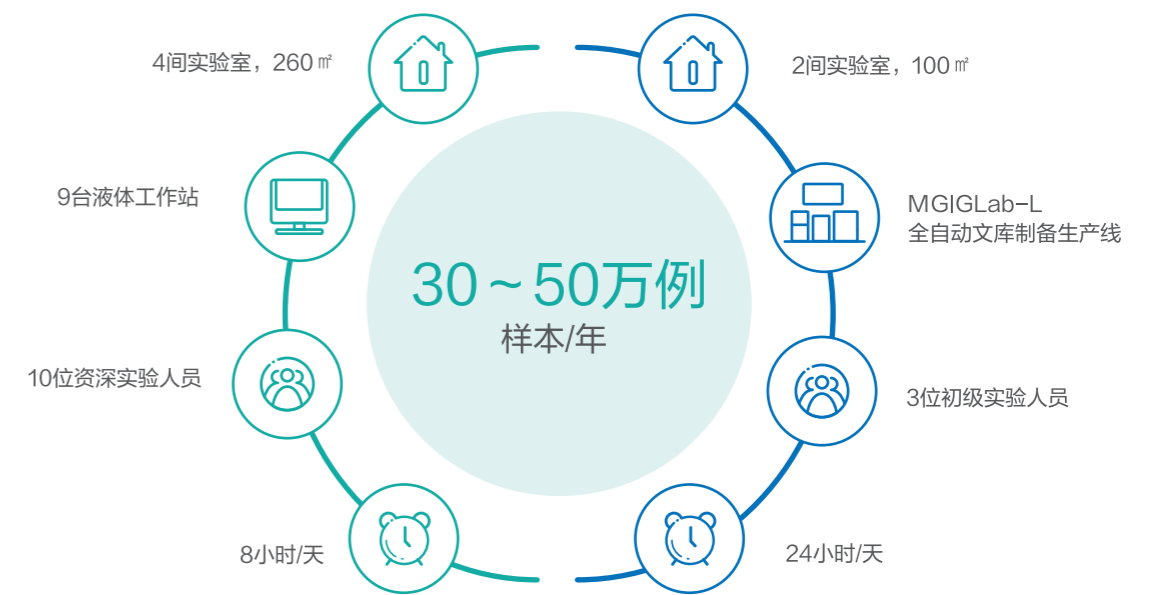 4间实验室，260㎡
2间实验室，100㎡
9台液体工作站
MGIGLab-L
全自动文库制备生产线
30~50万例
样本/年
10位资深实验人员
3位初级实验人员
8小时/天
24小时/天